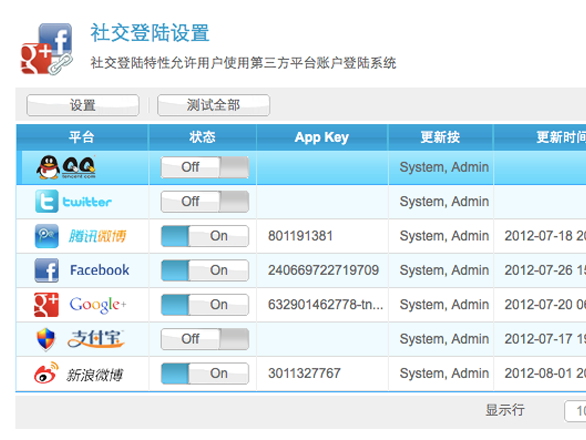 社交登陆设置
社交登陆特性允许用户使用第三方平台账户登陆系统
设置 测试全部
平台 状态 App Key 更新按 更新时间
QQ tencent.com Off System, Admin
twitter Off System, Admin
腾讯微博 On 801191381 System, Admin 2012-07-18 20
Facebook On 240669722719709 System, Admin 2012-07-26 15
Google+ On 632901462778-tn... System, Admin 2012-07-20 06
支付宝 Off System, Admin 2012-07-17 19
新浪微博 On 3011327767 System, Admin 2012-08-01 20
显示行 10